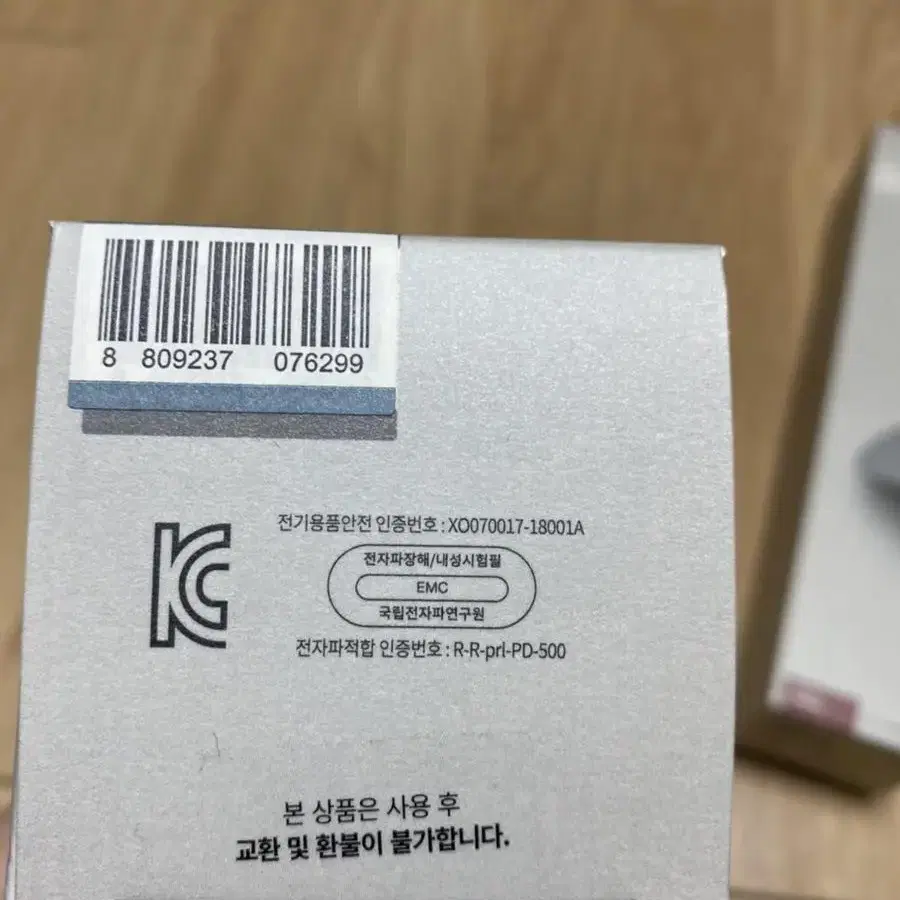 8 809237 076299
KC
전기용품안전 인증번호 : XO070017-18001A
전자파장해/내성시험필
EMC
국립전자파연구원
전자파적합 인증번호 : R-R-prl-PD-500
본 상품은 사용 후
교환 및 환불이 불가합니다.